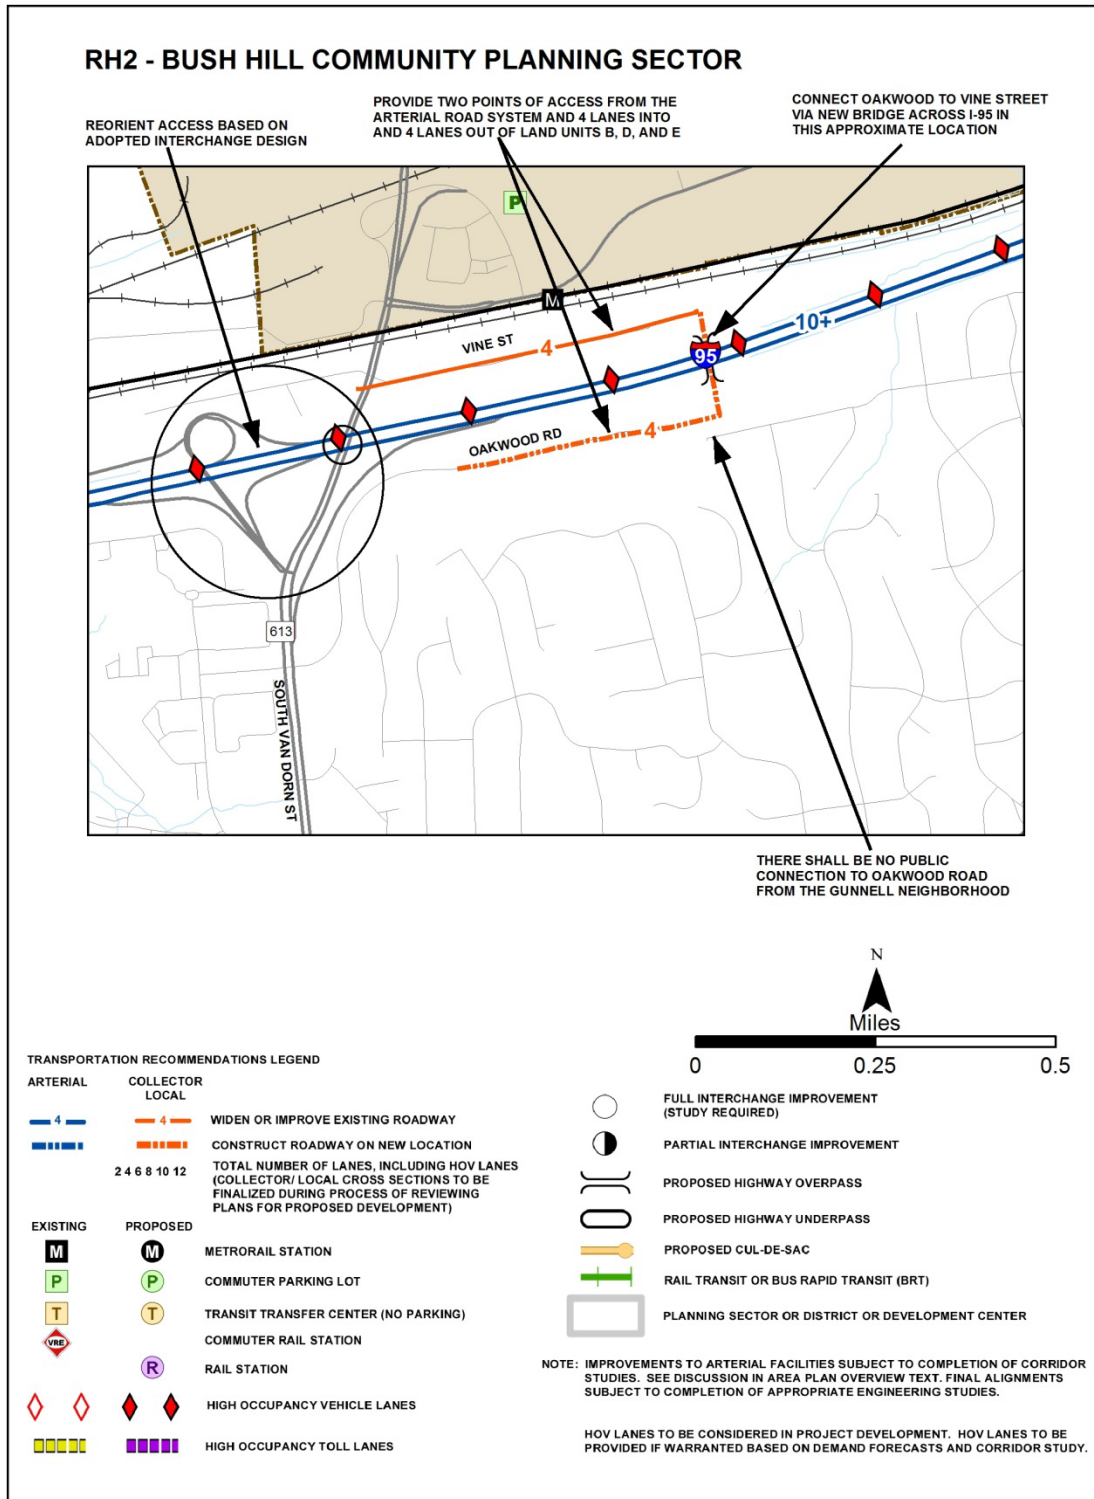 RH2 - BUSH HILL COMMUNITY PLANNING SECTOR
REORIENT ACCESS BASED ON
ADOPTED INTERCHANGE DESIGN
PROVIDE TWO POINTS OF ACCESS FROM THE
ARTERIAL ROAD SYSTEM AND 4 LANES INTO
AND 4 LANES OUT OF LAND UNITS B, D, AND E
CONNECT OAKWOOD TO VINE STREET
VIA NEW BRIDGE ACROSS I-95 IN
THIS APPROXIMATE LOCATION
P
M
10+
VINE ST
4
95
OAKWOOD RD
4
613
SOUTH VAN DORN ST
THERE SHALL BE NO PUBLIC
CONNECTION TO OAKWOOD ROAD
FROM THE GUNNELL NEIGHBORHOOD
N
Miles
0 0.25 0.5
TRANSPORTATION RECOMMENDATIONS LEGEND
ARTERIAL COLLECTOR
LOCAL
4 4 WIDEN OR IMPROVE EXISTING ROADWAY
CONSTRUCT ROADWAY ON NEW LOCATION
2 4 6 8 10 12 TOTAL NUMBER OF LANES, INCLUDING HOV LANES
(COLLECTOR/ LOCAL CROSS SECTIONS TO BE
FINALIZED DURING PROCESS OF REVIEWING
PLANS FOR PROPOSED DEVELOPMENT)
EXISTING PROPOSED
M M METRORAIL STATION
P P COMMUTER PARKING LOT
T T TRANSIT TRANSFER CENTER (NO PARKING)
VRE COMMUTER RAIL STATION
R RAIL STATION
HIGH OCCUPANCY VEHICLE LANES
HIGH OCCUPANCY TOLL LANES
FULL INTERCHANGE IMPROVEMENT
(STUDY REQUIRED)
PARTIAL INTERCHANGE IMPROVEMENT
PROPOSED HIGHWAY OVERPASS
PROPOSED HIGHWAY UNDERPASS
PROPOSED CUL-DE-SAC
RAIL TRANSIT OR BUS RAPID TRANSIT (BRT)
PLANNING SECTOR OR DISTRICT OR DEVELOPMENT CENTER
NOTE: IMPROVEMENTS TO ARTERIAL FACILITIES SUBJECT TO COMPLETION OF CORRIDOR
STUDIES. SEE DISCUSSION IN AREA PLAN OVERVIEW TEXT. FINAL ALIGNMENTS
SUBJECT TO COMPLETION OF APPROPRIATE ENGINEERING STUDIES.
HOV LANES TO BE CONSIDERED IN PROJECT DEVELOPMENT. HOV LANES TO BE
PROVIDED IF WARRANTED BASED ON DEMAND FORECASTS AND CORRIDOR STUDY.